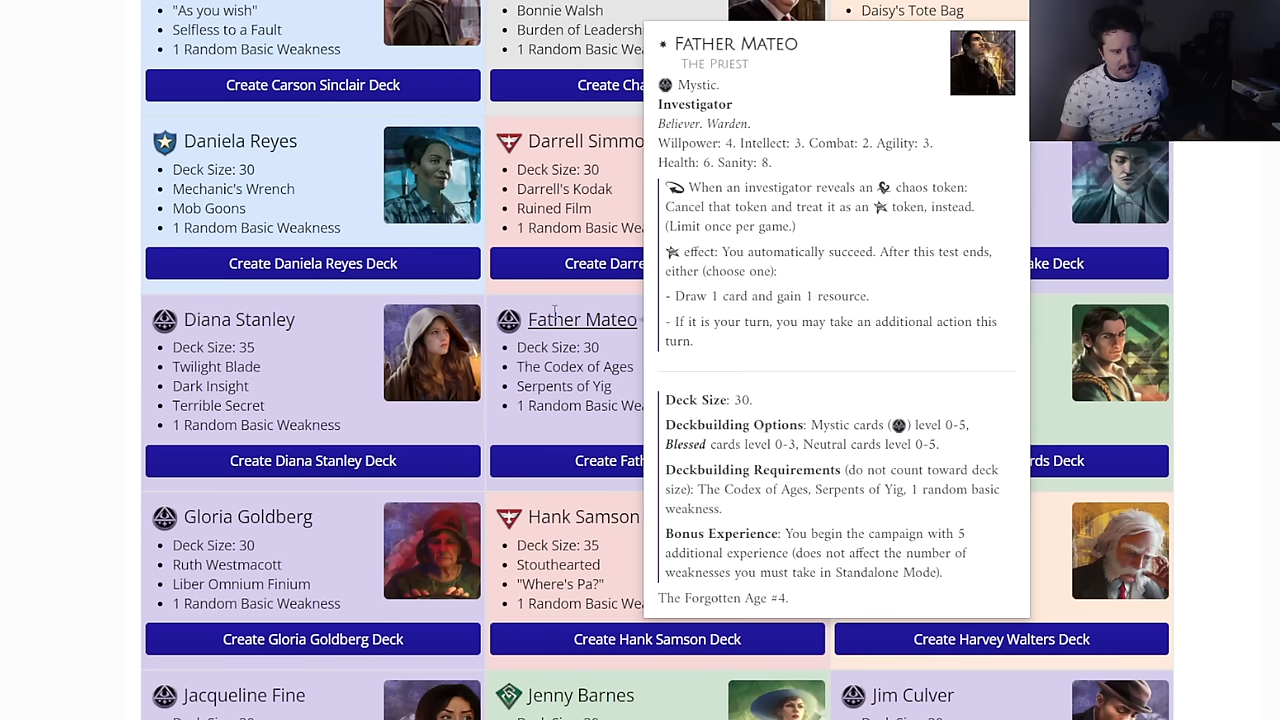 "As you wish"
Selfless to a Fault
1 Random Basic Weakness
Create Carson Sinclair Deck
Bonnie Walsh
Burden of Leadersh
1 Random Basic Wea
Create Cha
Daisy's Tote Bag
Daniela Reyes
Deck Size: 30
Mechanic's Wrench
Mob Goons
1 Random Basic Weakness
Create Daniela Reyes Deck
Darrell Simmo
Deck Size: 30
Darrell's Kodak
Ruined Film
1 Random Basic Wea
Create Darre
ake Deck
Diana Stanley
Deck Size: 35
Twilight Blade
Dark Insight
Terrible Secret
1 Random Basic Weakness
Create Diana Stanley Deck
Father Mateo
Deck Size: 30
The Codex of Ages
Serpents of Yig
1 Random Basic Wea
Create Fath
rds Deck
FATHER MATEO
THE PRIEST
Mystic.
Investigator
Believer. Warden.
Willpower: 4. Intellect: 3. Combat: 2. Agility: 3.
Health: 6. Sanity: 8.
When an investigator reveals an chaos token:
Cancel that token and treat it as an token, instead.
(Limit once per game.)
effect: You automatically succeed. After this test ends,
either (choose one):
- Draw 1 card and gain 1 resource.
- If it is your turn, you may take an additional action this
turn.
Deck Size: 30.
Deckbuilding Options: Mystic cards () level 0-5,
Blessed cards level 0-3, Neutral cards level 0-5.
Deckbuilding Requirements (do not count toward deck
size): The Codex of Ages, Serpents of Yig, 1 random basic
weakness.
Bonus Experience: You begin the campaign with 5
additional experience (does not affect the number of
weaknesses you must take in Standalone Mode).
The Forgotten Age #4.
Gloria Goldberg
Deck Size: 30
Ruth Westmacott
Liber Omnium Finium
1 Random Basic Weakness
Create Gloria Goldberg Deck
Hank Samson
Deck Size: 35
Stouthearted
"Where's Pa?"
1 Random Basic Wea
Create Hank Samson Deck
Create Harvey Walters Deck
Jacqueline Fine
Jenny Barnes
Jim Culver